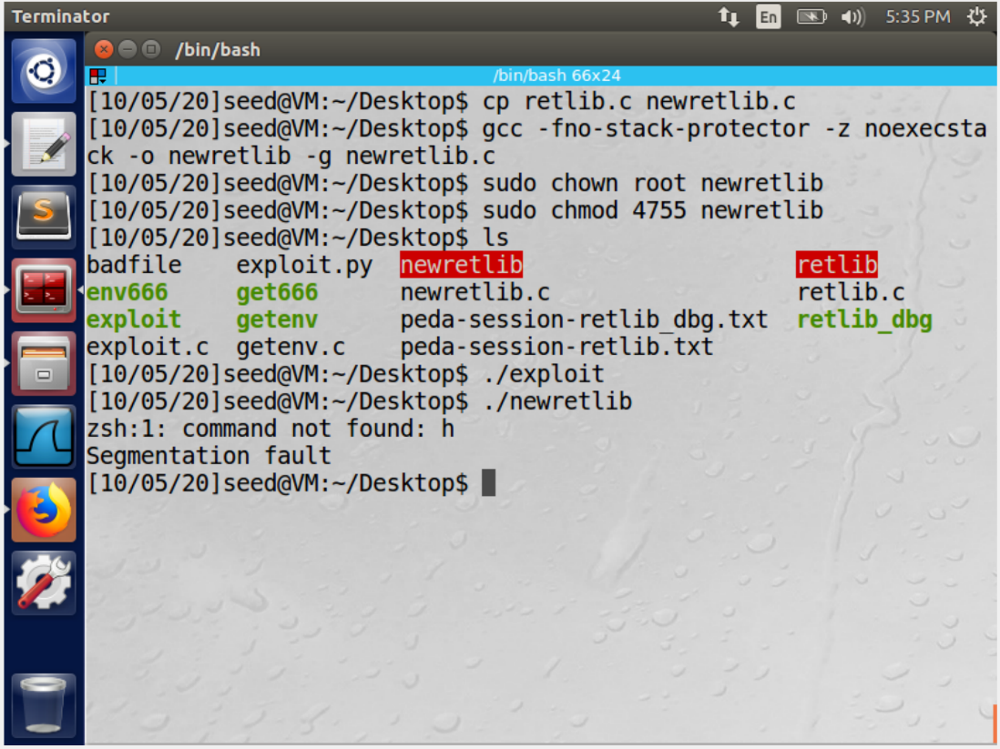 Terminator
En
5:35 PM
/bin/bash
/bin/bash 66x24
[10/05/20]seed@VM:~/Desktop$ cp retlib.c newretlib.c
[10/05/20]seed@VM:~/Desktop$ gcc -fno-stack-protector -z noexecsta
ck -o newretlib -g newretlib.c
[10/05/20]seed@VM:~/Desktop$ sudo chown root newretlib
[10/05/20]seed@VM:~/Desktop$ sudo chmod 4755 newretlib
[10/05/20]seed@VM:~/Desktop$ ls
badfile    exploit.py  newretlib                    retlib
env666     get666      newretlib.c                  retlib.c
exploit    getenv      peda-session-retlib_dbg.txt  retlib_dbg
exploit.c  getenv.c    peda-session-retlib.txt
[10/05/20]seed@VM:~/Desktop$ ./exploit
[10/05/20]seed@VM:~/Desktop$ ./newretlib
zsh:1: command not found: h
Segmentation fault
[10/05/20]seed@VM:~/Desktop$